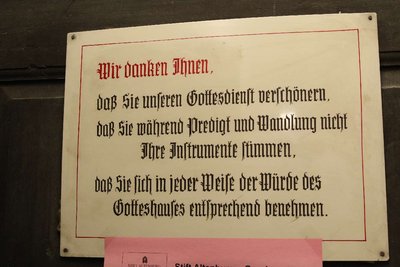 Wir danken Ihnen,
daß Sie unseren Gottesdienst verschönern,
daß Sie während Predigt und Wandlung nicht
Ihre Instrumente stimmen,
daß Sie sich in jeder Weise der Würde des
Gotteshauses entsprechend benehmen.
Stift